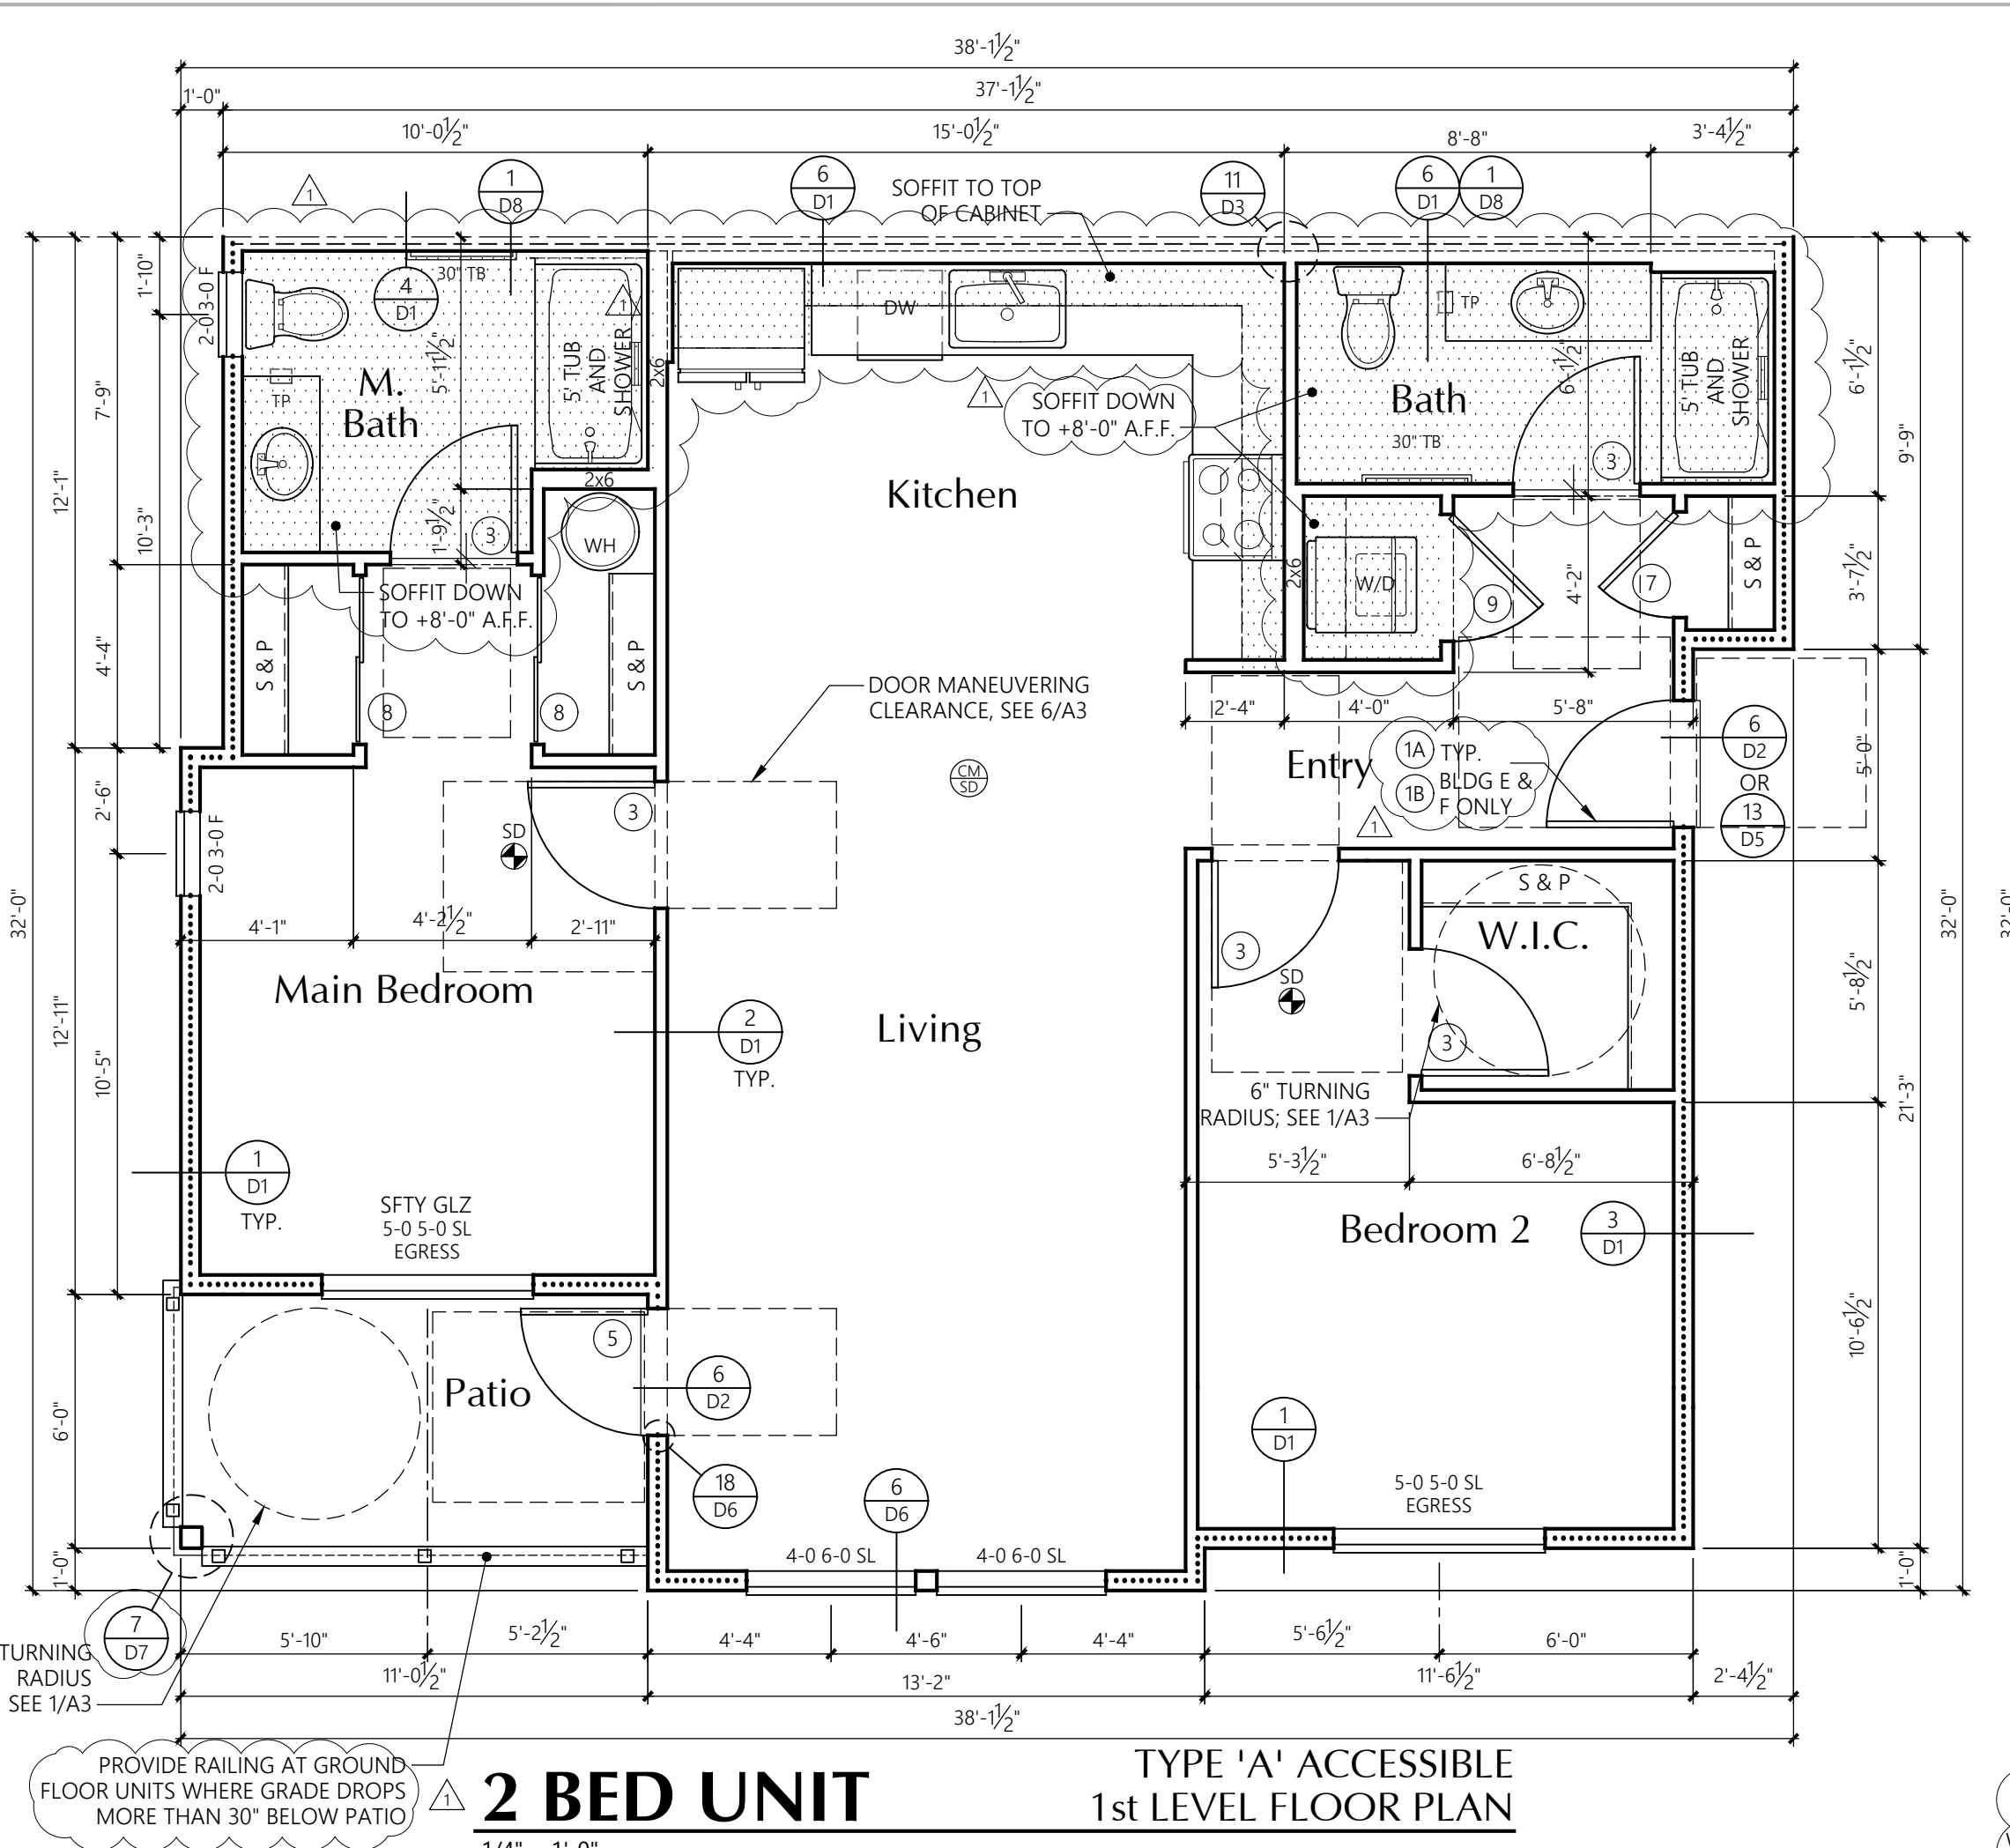 38'-1½"
1'-0"
37'-1½"
10'-0½"
15'-0½"
8'-8"
3'-4½"
1
1
D8
6
D1
SOFFIT TO TOP
OF CABINET
11
D3
6
D1
1
D8
1'-10"
2-0 3-0 F
30" TB
4
D1
1
5' TUB
AND
SHOWER
2x6
DW
TP
5' TUB
AND
SHOWER
6'-1½"
6'-1½"
7'-9"
M.
Bath
5'-11½"
TP
1
SOFFIT DOWN
TO +8'-0" A.F.F.
Bath
30" TB
3
9'-9"
12'-1"
10'-3"
1'-9½"
3
2x6
WH
Kitchen
2x6
W/D
9
4'-2"
7
S & P
3'-7½"
SOFFIT DOWN
TO +8'-0" A.F.F.
4'-4"
S & P
8
8
S & P
DOOR MANEUVERING
CLEARANCE, SEE 6/A3
2'-4"
4'-0"
5'-8"
6
D2
OR
13
D5
5'-0"
CM
SD
Entry
1A TYP.
1B BLDG E &
F ONLY
1
2'-6"
2-0 3-0 F
SD
3
32'-0"
4'-1"
4'-2½"
2'-11"
Main Bedroom
12'-11"
10'-5"
2
D1
TYP.
Living
3
SD
S & P
W.I.C.
3
5'-8½"
32'-0"
32'-0"
21'-3"
6" TURNING
RADIUS; SEE 1/A3
5'-3½"
6'-8½"
1
D1
TYP.
SFTY GLZ
5-0 5-0 SL
EGRESS
Bedroom 2
3
D1
10'-6½"
5
Patio
6
D2
6'-0"
1
D1
18
D6
6
D6
5-0 5-0 SL
EGRESS
4-0 6-0 SL
4-0 6-0 SL
1'-0"
1'-0"
7
D7
TURNING
RADIUS
SEE 1/A3
5'-10"
5'-2½"
4'-4"
4'-6"
4'-4"
5'-6½"
6'-0"
11'-0½"
13'-2"
11'-6½"
2'-4½"
38'-1½"
PROVIDE RAILING AT GROUND
FLOOR UNITS WHERE GRADE DROPS
MORE THAN 30" BELOW PATIO
1
2 BED UNIT
TYPE 'A' ACCESSIBLE
1st LEVEL FLOOR PLAN